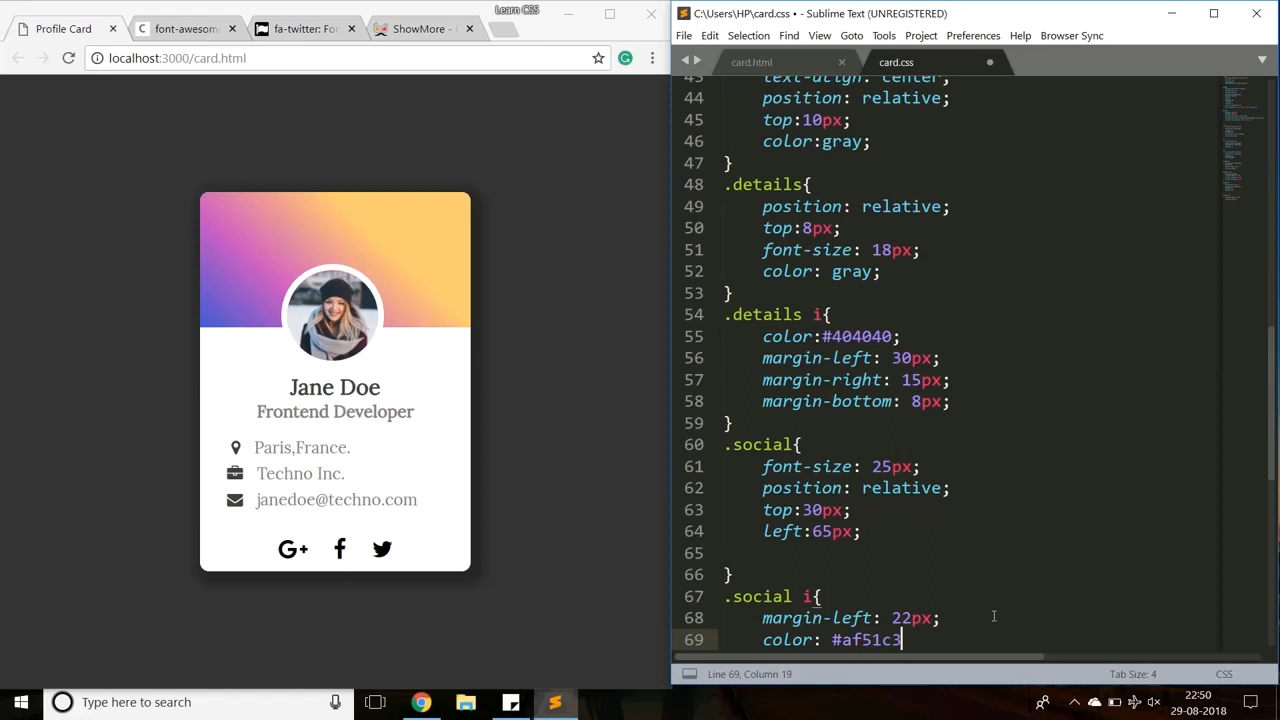 Learn CSS
Profile Card
font-aweson
fa-twitter: Fon
ShowMore -
localhost:3000/card.html
Jane Doe
Frontend Developer
Paris,France.
Techno Inc.
janedoe@techno.com
G+
C:\Users\HP\card.css • - Sublime Text (UNREGISTERED)
File Edit Selection Find View Goto Tools Project Preferences Help Browser Sync
card.html
card.css
43 text-align: center;
44 position: relative;
45 top:10px;
46 color:gray;
47 }
48 .details{
49 position: relative;
50 top:8px;
51 font-size: 18px;
52 color: gray;
53 }
54 .details i{
55 color:#404040;
56 margin-left: 30px;
57 margin-right: 15px;
58 margin-bottom: 8px;
59 }
60 .social{
61 font-size: 25px;
62 position: relative;
63 top:30px;
64 left:65px;
65
66 }
67 .social i{
68 margin-left: 22px;
69 color: #af51c3
Line 69, Column 19
Tab Size: 4
CSS
Type here to search
22:50
29-08-2018